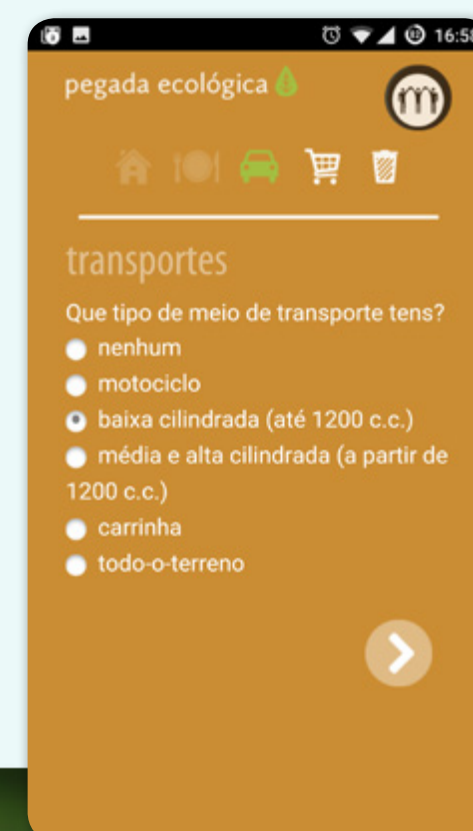 16:58
pegada ecológica
transportes
Que tipo de meio de transporte tens?
nenhum
motociclo
baixa cilindrada (até 1200 c.c.)
média e alta cilindrada (a partir de
1200 c.c.)
carrinha
todo-o-terreno